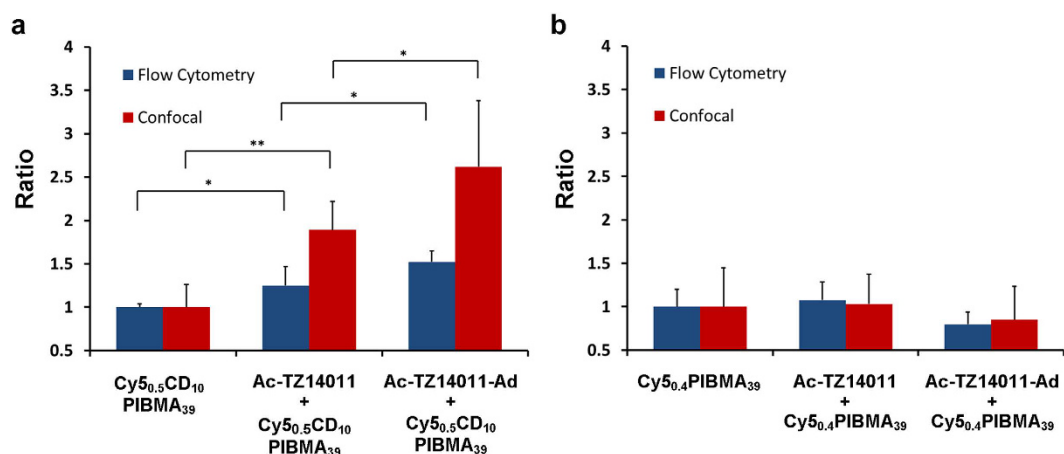 a
4
3.5
3
2.5
2
1.5
1
0.5
Ratio
Flow Cytometry
Confocal
*
*
**
*
Cy5₀.₅CD₁₀
PIBMA₃₉
Ac-TZ14011
+
Cy5₀.₅CD₁₀
PIBMA₃₉
Ac-TZ14011-Ad
+
Cy5₀.₅CD₁₀
PIBMA₃₉
b
4
3.5
3
2.5
2
1.5
1
0.5
Ratio
Flow Cytometry
Confocal
Cy5₀.₄PIBMA₃₉
Ac-TZ14011
+
Cy5₀.₄PIBMA₃₉
Ac-TZ14011-Ad
+
Cy5₀.₄PIBMA₃₉